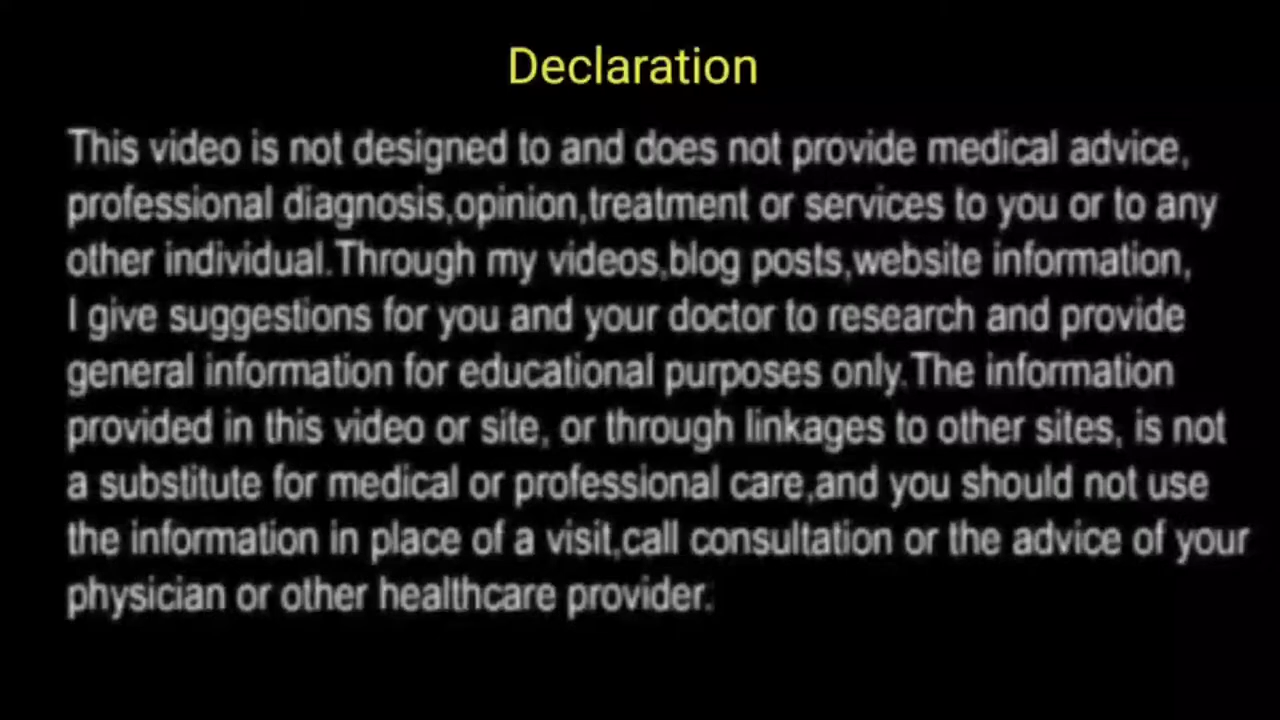 Declaration
This video is not designed to and does not provide medical advice,
professional diagnosis,opinion,treatment or services to you or to any
other individual.Through my videos,blog posts,website information,
I give suggestions for you and your doctor to research and provide
general information for educational purposes only.The information
provided in this video or site, or through linkages to other sites, is not
a substitute for medical or professional care,and you should not use
the information in place of a visit,call consultation or the advice of your
physician or other healthcare provider.